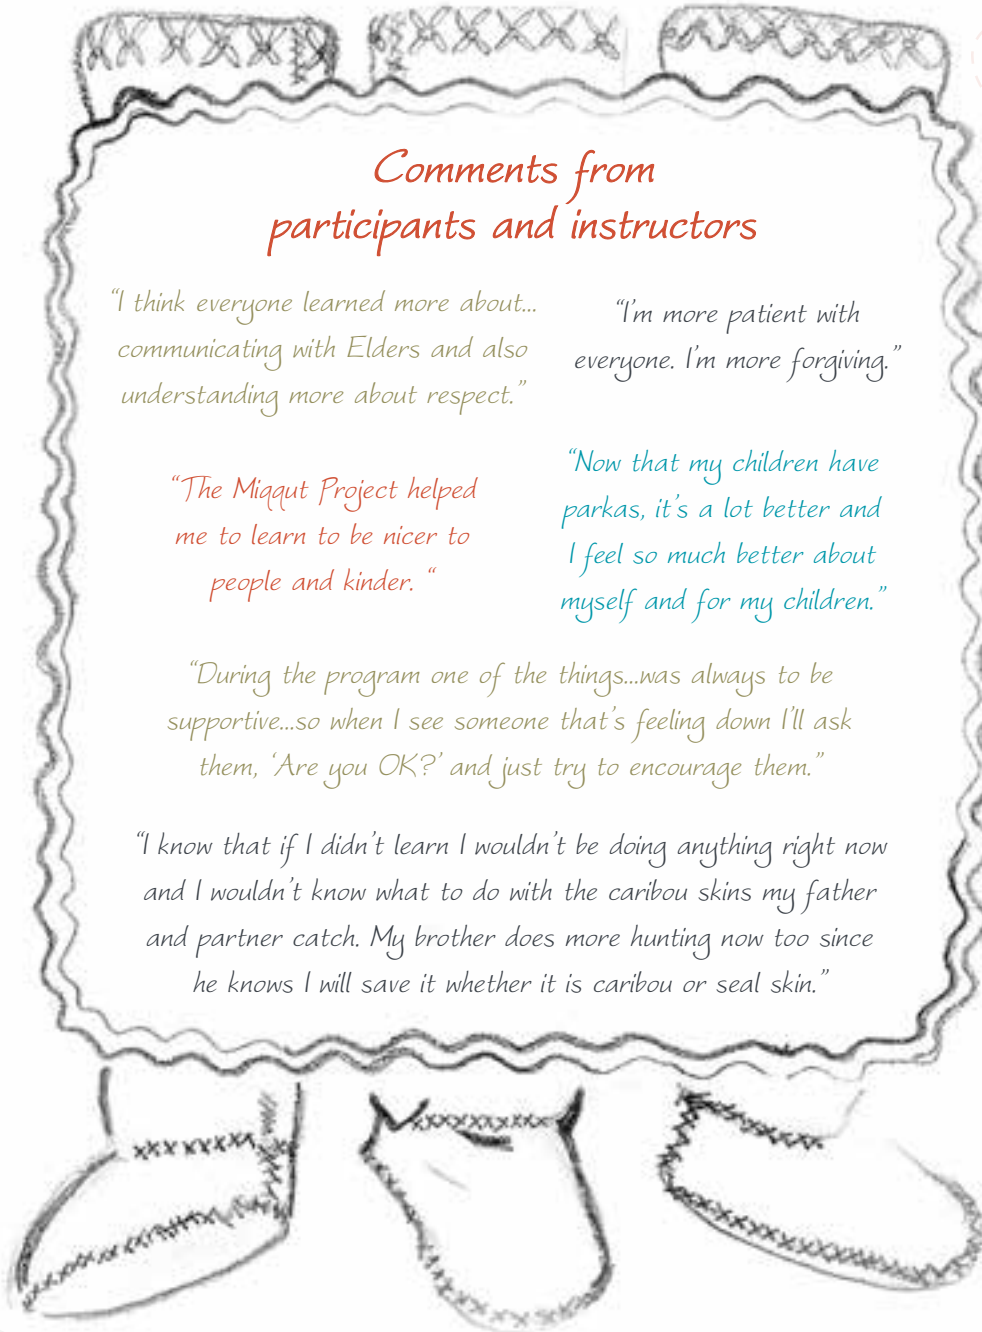 Comments from
participants and instructors
“I think everyone learned more about...
communicating with Elders and also
understanding more about respect.”
“I’m more patient with
everyone. I’m more forgiving.”
“The Miqqut Project helped
me to learn to be nicer to
people and kinder. “
“Now that my children have
parkas, it’s a lot better and
I feel so much better about
myself and for my children.”
“During the program one of the things...was always to be
supportive...so when I see someone that’s feeling down I’ll ask
them, ‘Are you OK?’ and just try to encourage them.”
“I know that if I didn’t learn I wouldn’t be doing anything right now
and I wouldn’t know what to do with the caribou skins my father
and partner catch. My brother does more hunting now too since
he knows I will save it whether it is caribou or seal skin.”